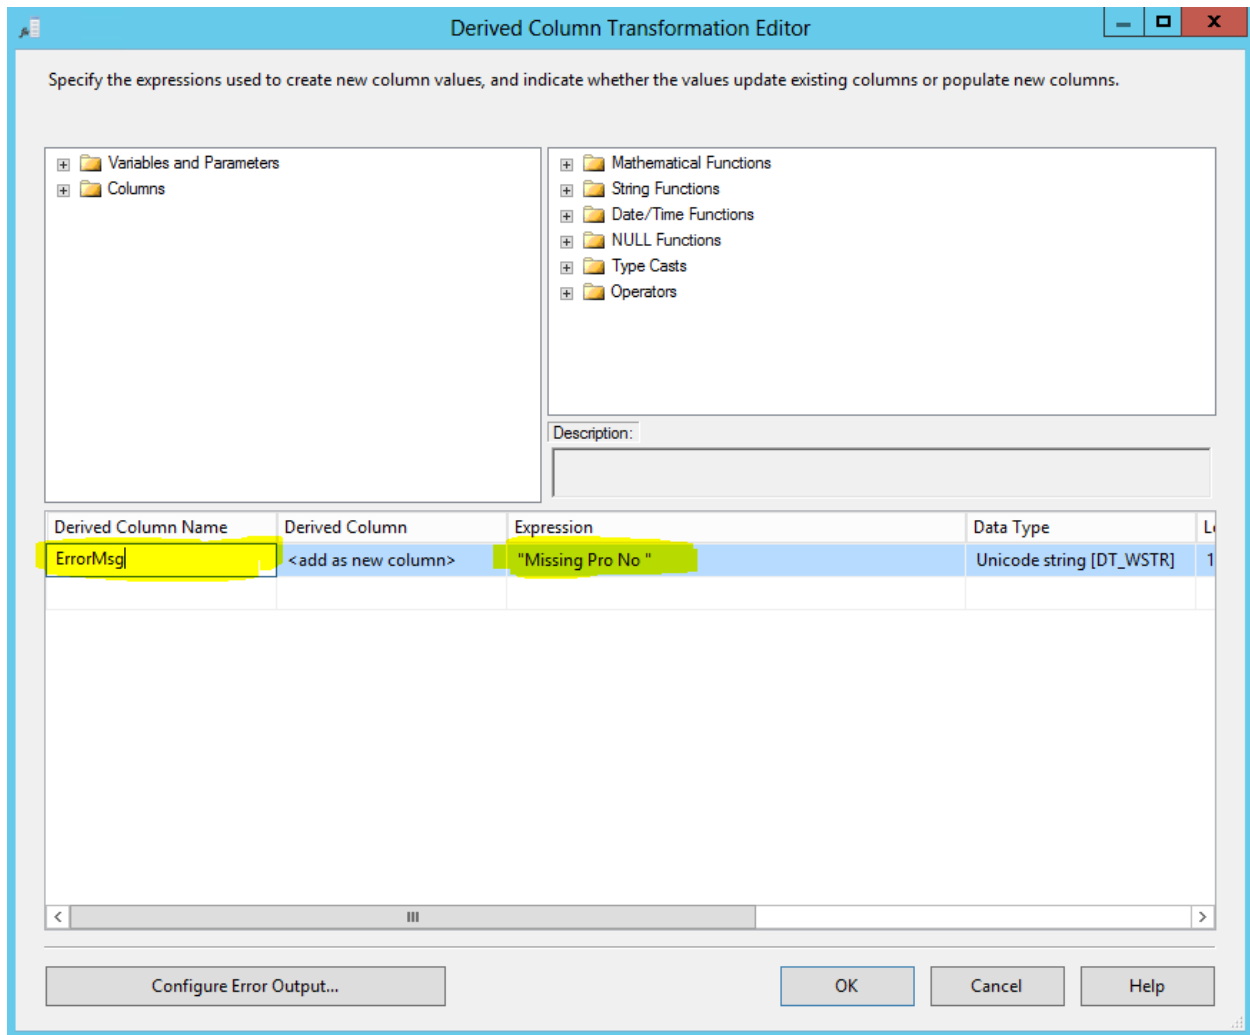 Derived Column Transformation Editor
Specify the expressions used to create new column values, and indicate whether the values update existing columns or populate new columns.
Variables and Parameters
Columns
Mathematical Functions
String Functions
Date/Time Functions
NULL Functions
Type Casts
Operators
Description:
Derived Column Name Derived Column Expression Data Type
ErrorMsg <add as new column> "Missing Pro No " Unicode string [DT_WSTR] 1
Configure Error Output... OK Cancel Help